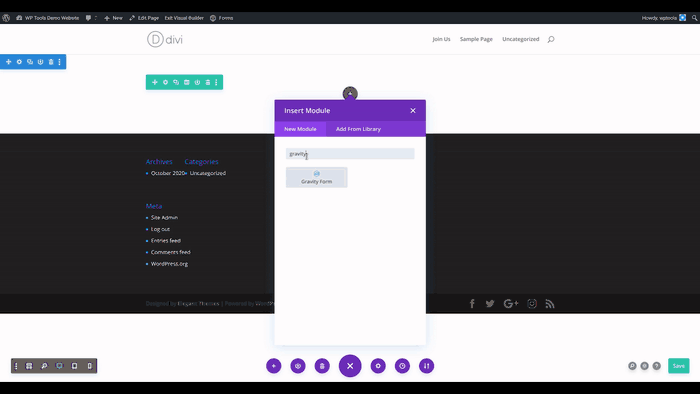 WP Tools Demo Website 7 New Edit Page Exit Visual Builder Forms Howdy, wptools
divi
Join Us Sample Page Uncategorized
Insert Module
New Module Add From Library
gravity
Gravity Form
Archives Categories
October 2020 Uncategorized
Meta
Site Admin
Log out
Entries feed
Comments feed
WordPress.org
Designed by Elegant Themes | Powered by
Save